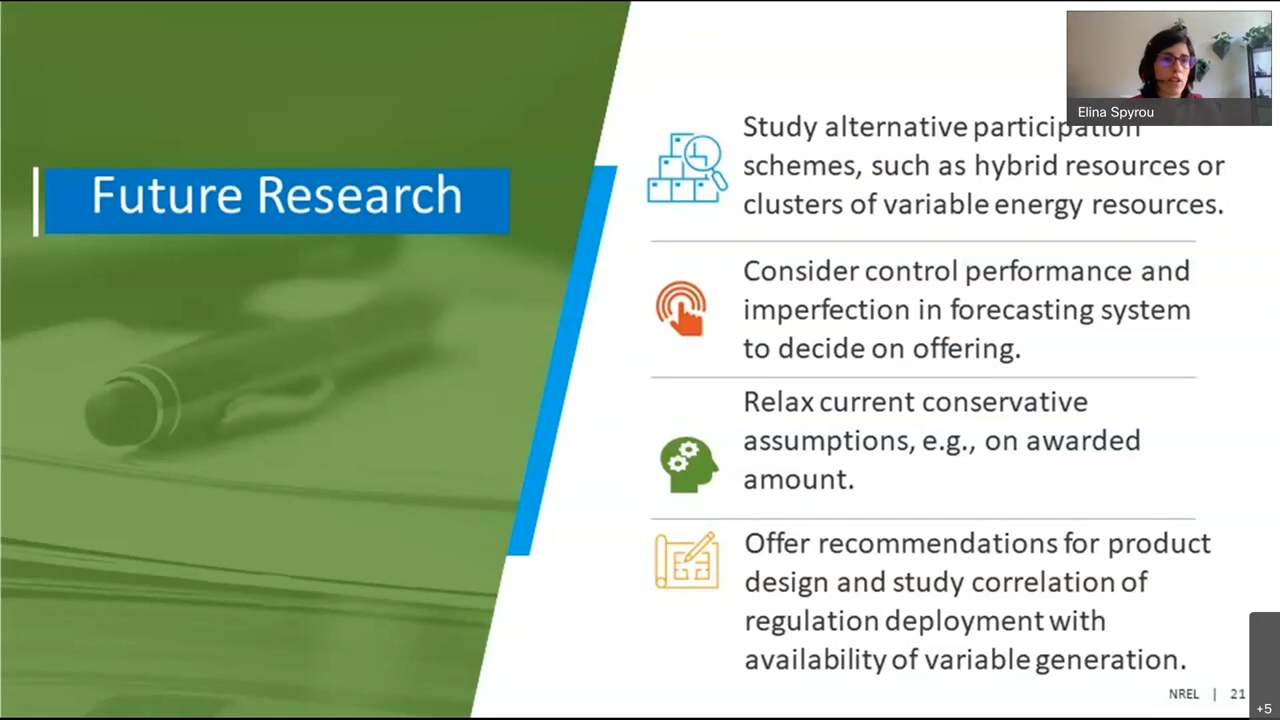 Future Research
Elina Spyrou
Study alternative participation
schemes, such as hybrid resources or
clusters of variable energy resources.
Consider control performance and
imperfection in forecasting system
to decide on offering.
Relax current conservative
assumptions, e.g., on awarded
amount.
Offer recommendations for product
design and study correlation of
regulation deployment with
availability of variable generation.
NREL | 21
+5